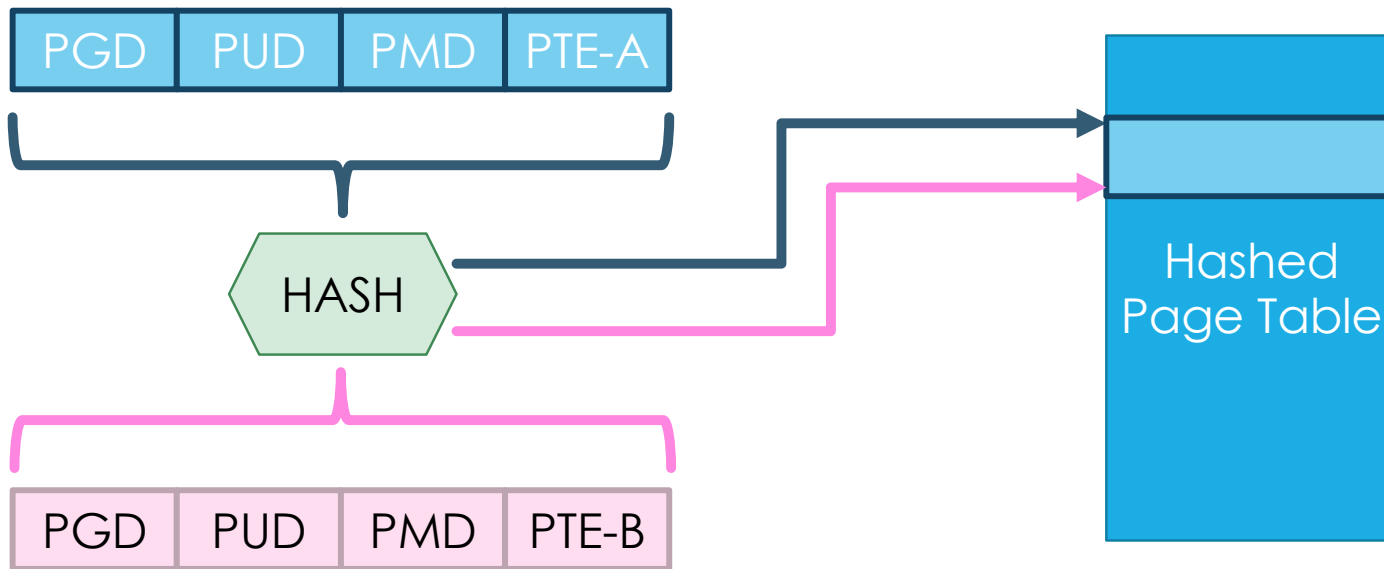 PGD PUD PMD PTE-A
HASH
Hashed
Page Table
PGD PUD PMD PTE-B